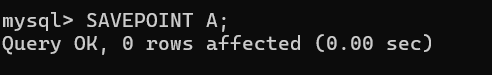 mysql> SAVEPOINT A;
Query OK, 0 rows affected (0.00 sec)